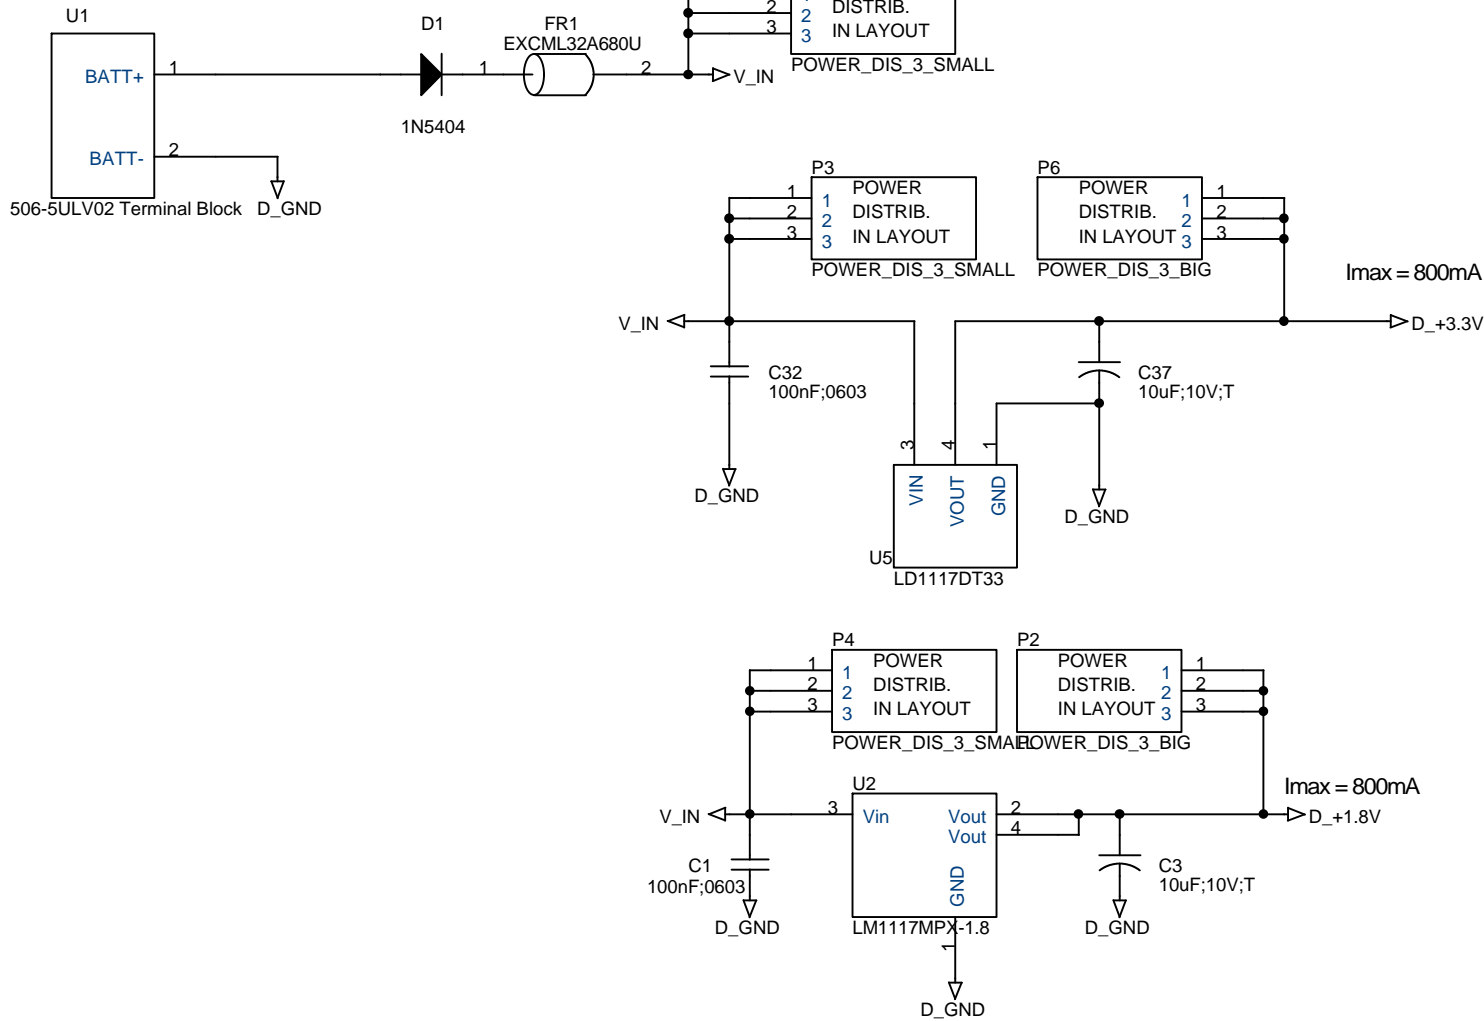 U1
BATT+
1
BATT-
2
506-5ULV02 Terminal Block
D_GND
D1
1N5404
FR1
EXCML32A680U
1
2
V_IN
2
2
DISTRIB.
3
3
IN LAYOUT
POWER_DIS_3_SMALL
P3
1
1
POWER
2
2
DISTRIB.
3
3
IN LAYOUT
POWER_DIS_3_SMALL
P6
POWER
1
1
DISTRIB.
2
2
IN LAYOUT
3
3
POWER_DIS_3_BIG
Imax = 800mA
V_IN
D_+3.3V
C32
100nF;0603
D_GND
C37
10uF;10V;T
D_GND
3
4
1
VIN
VOUT
GND
U5
LD1117DT33
P4
1
1
POWER
2
2
DISTRIB.
3
3
IN LAYOUT
POWER_DIS_3_SMALL
P2
POWER
1
1
DISTRIB.
2
2
IN LAYOUT
3
3
POWER_DIS_3_BIG
Imax = 800mA
U2
V_IN
3
Vin
Vout
2
Vout
4
GND
1
LM1117MPX-1.8
D_GND
D_+1.8V
C1
100nF;0603
D_GND
C3
10uF;10V;T
D_GND